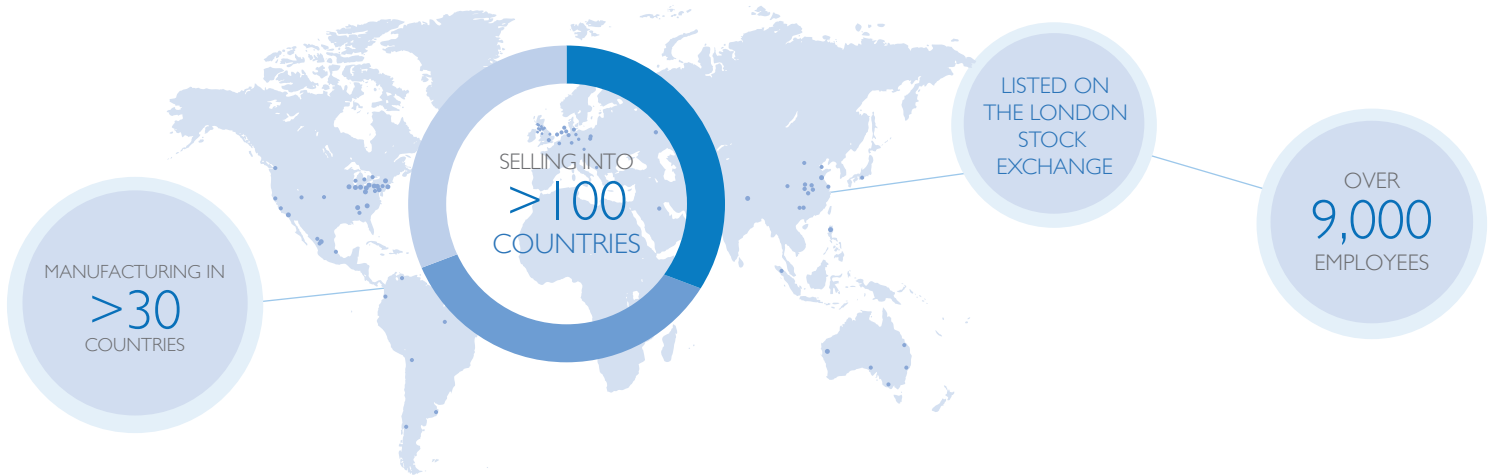 MANUFACTURING IN
>30
COUNTRIES
SELLING INTO
>100
COUNTRIES
LISTED ON
THE LONDON
STOCK
EXCHANGE
OVER
9,000
EMPLOYEES